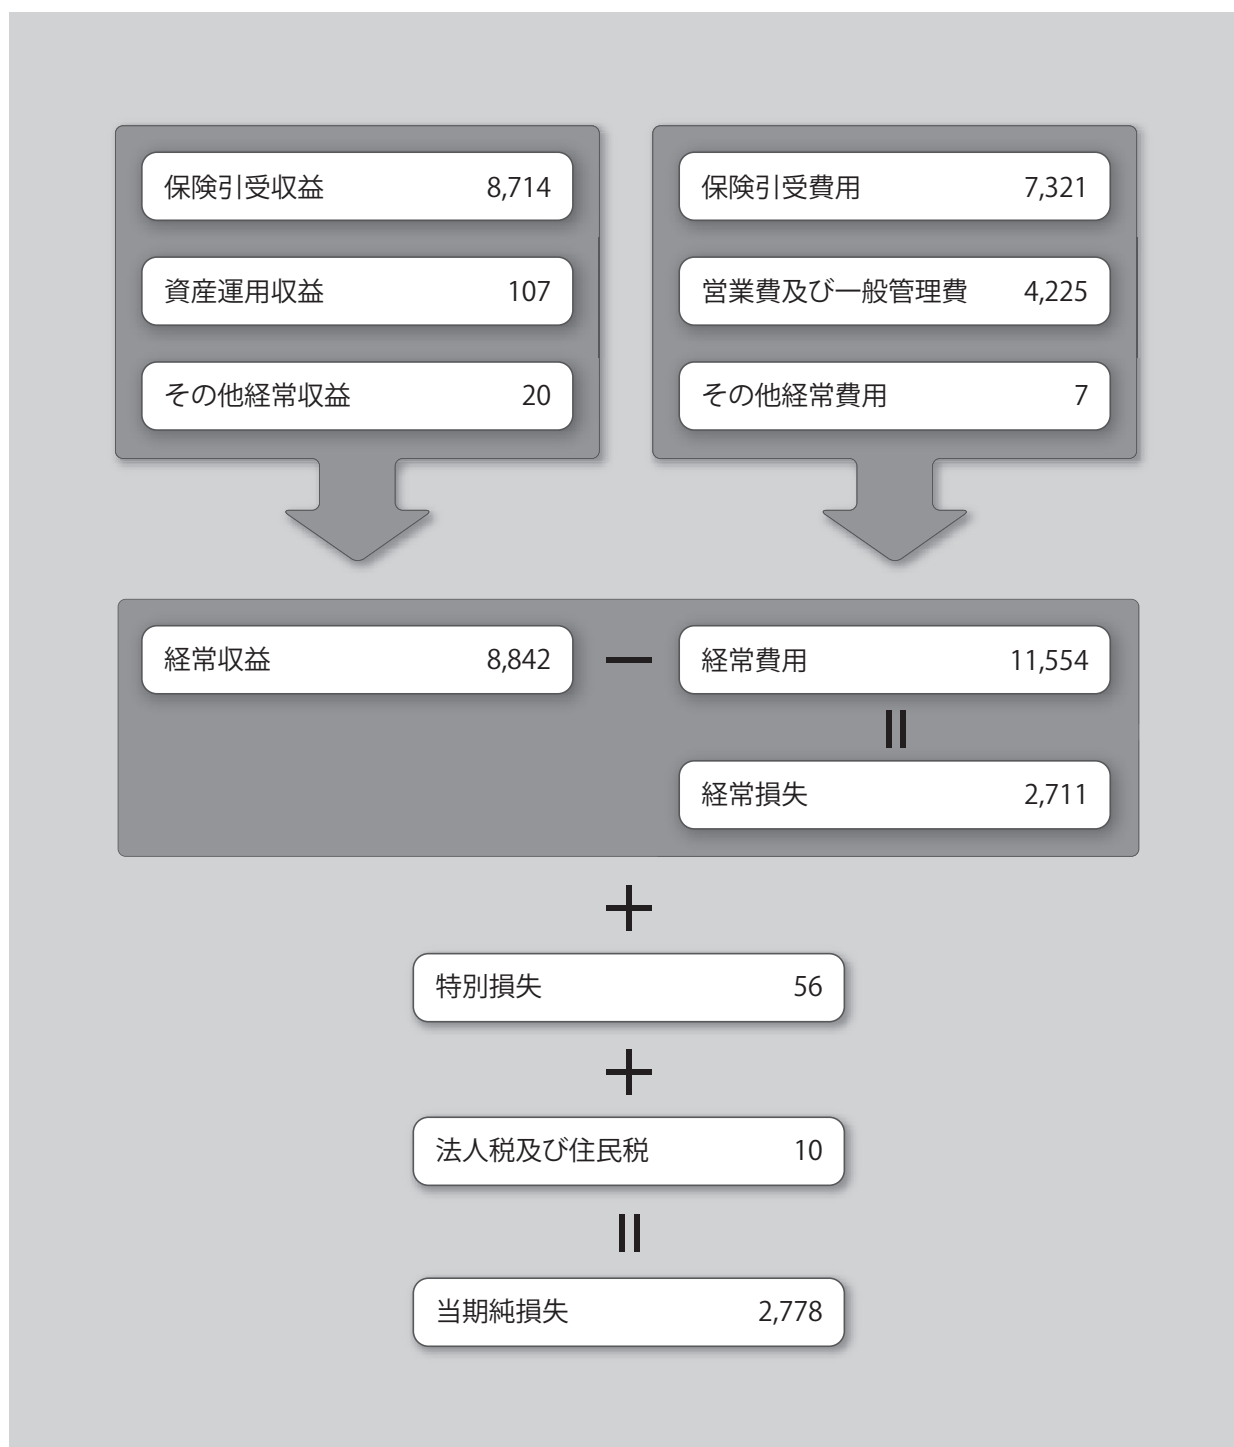 保険引受収益 8,714
資産運用収益 107
その他経常収益 20
保険引受費用 7,321
営業費及び一般管理費 4,225
その他経常費用 7
経常収益 8,842
－
経常費用 11,554
＝
経常損失 2,711
＋
特別損失 56
＋
法人税及び住民税 10
＝
当期純損失 2,778